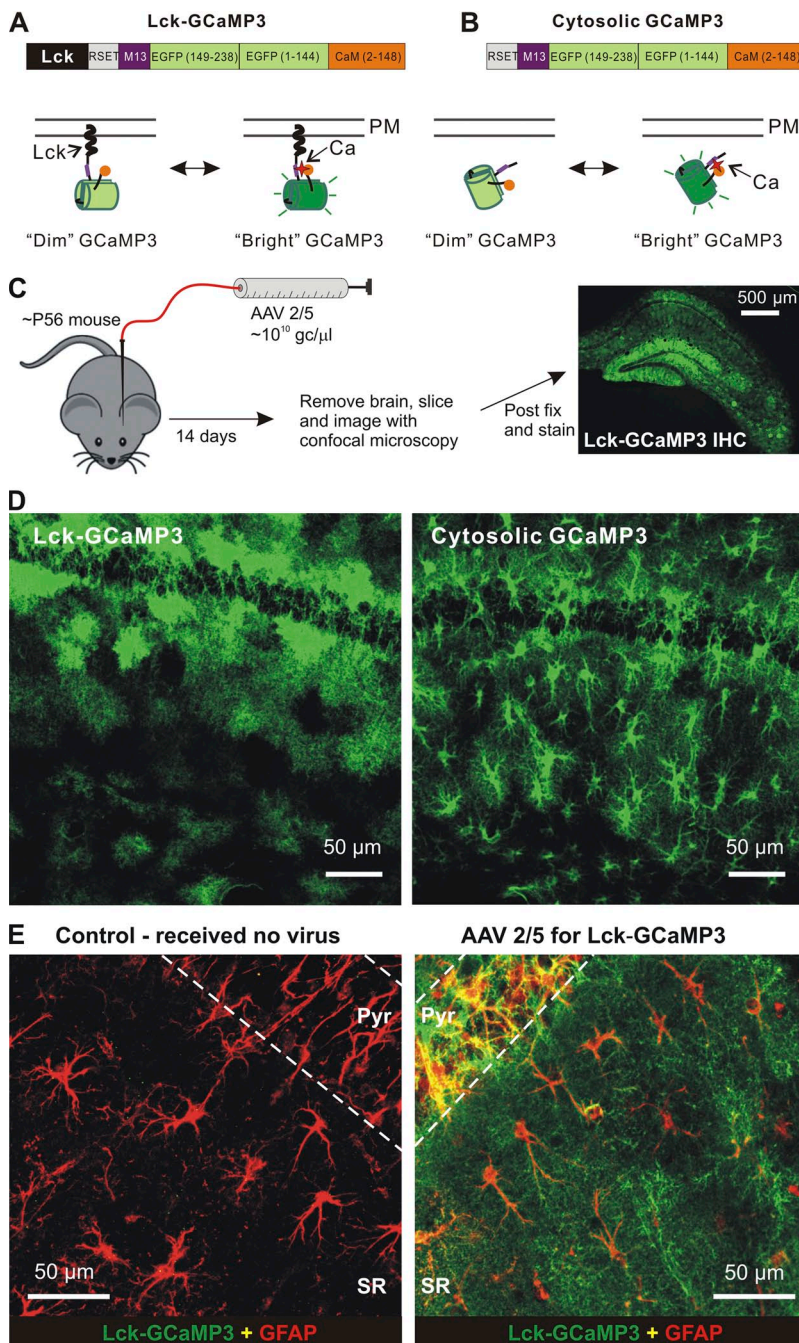 A
Lck-GCaMP3
Lck
RSET
M13
EGFP (149-238)
EGFP (1-144)
CaM (2-148)
PM
Lck
Ca
"Dim" GCaMP3
"Bright" GCaMP3
B
Cytosolic GCaMP3
RSET
M13
EGFP (149-238)
EGFP (1-144)
CaM (2-148)
PM
Ca
"Dim" GCaMP3
"Bright" GCaMP3
C
~P56 mouse
AAV 2/5
~10¹⁰ gc/µl
14 days
Remove brain, slice
and image with
confocal microscopy
Post fix
and stain
500 µm
Lck-GCaMP3 IHC
D
Lck-GCaMP3
50 µm
Cytosolic GCaMP3
50 µm
E
Control - received no virus
Pyr
50 µm
SR
Lck-GCaMP3 + GFAP
AAV 2/5 for Lck-GCaMP3
Pyr
SR
50 µm
Lck-GCaMP3 + GFAP